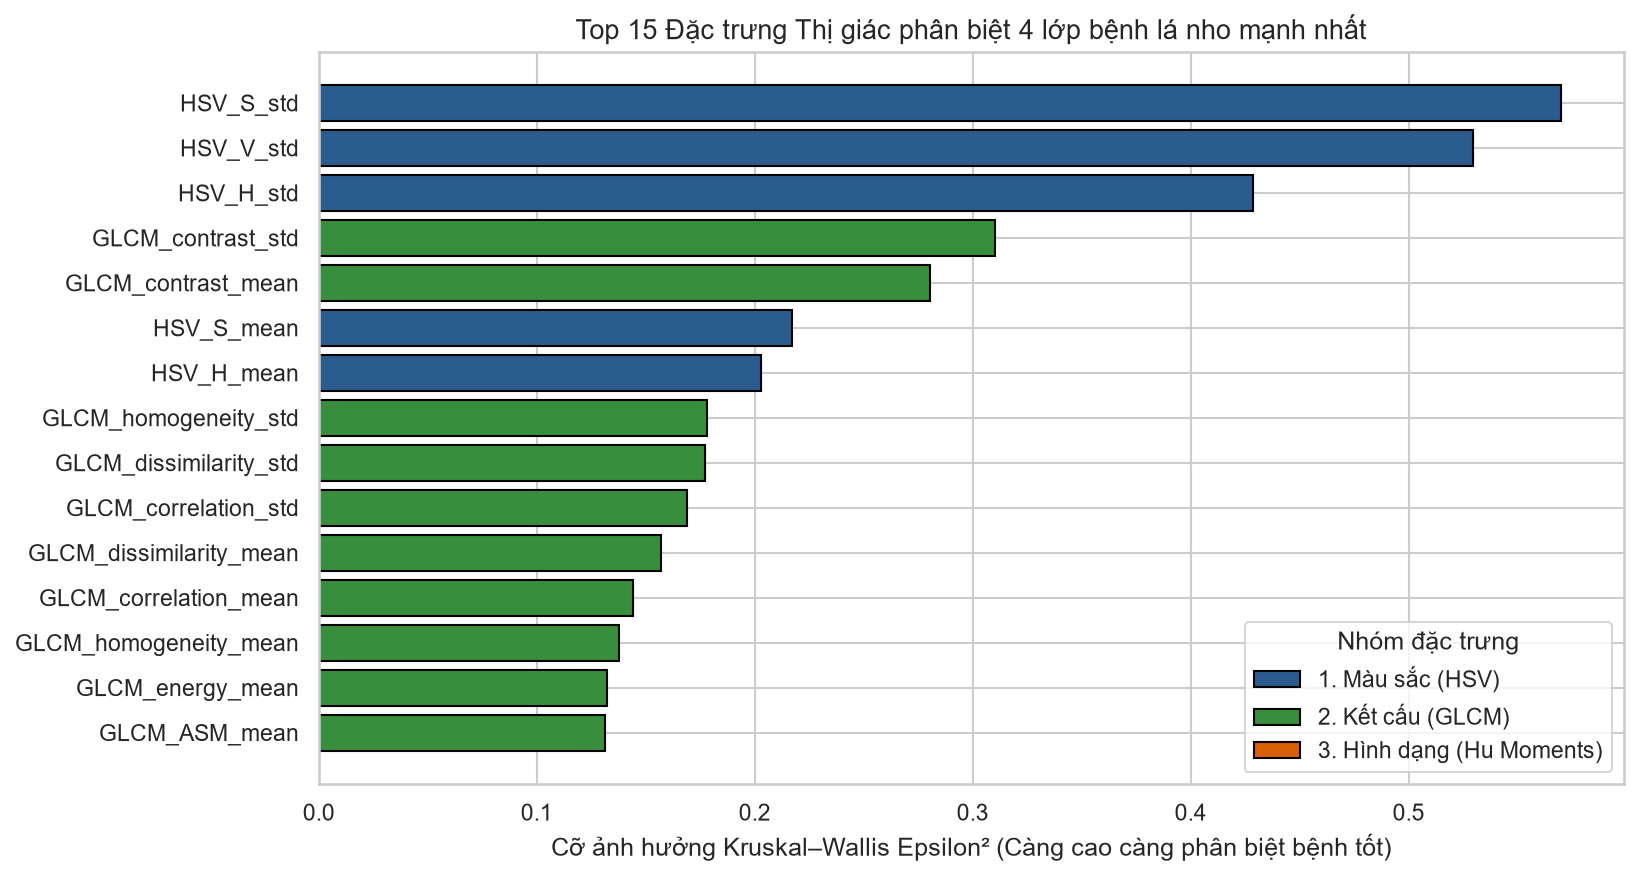 Top 15 Đặc trưng Thị giác phân biệt 4 lớp bệnh lá nho mạnh nhất
HSV_S_std
HSV_V_std
HSV_H_std
GLCM_contrast_std
GLCM_contrast_mean
HSV_S_mean
HSV_H_mean
GLCM_homogeneity_std
GLCM_dissimilarity_std
GLCM_correlation_std
GLCM_dissimilarity_mean
GLCM_correlation_mean
GLCM_homogeneity_mean
GLCM_energy_mean
GLCM_ASM_mean
Nhóm đặc trưng
1. Màu sắc (HSV)
2. Kết cấu (GLCM)
3. Hình dạng (Hu Moments)
0.0 0.1 0.2 0.3 0.4 0.5
Cỡ ảnh hưởng Kruskal–Wallis Epsilon² (Càng cao càng phân biệt bệnh tốt)